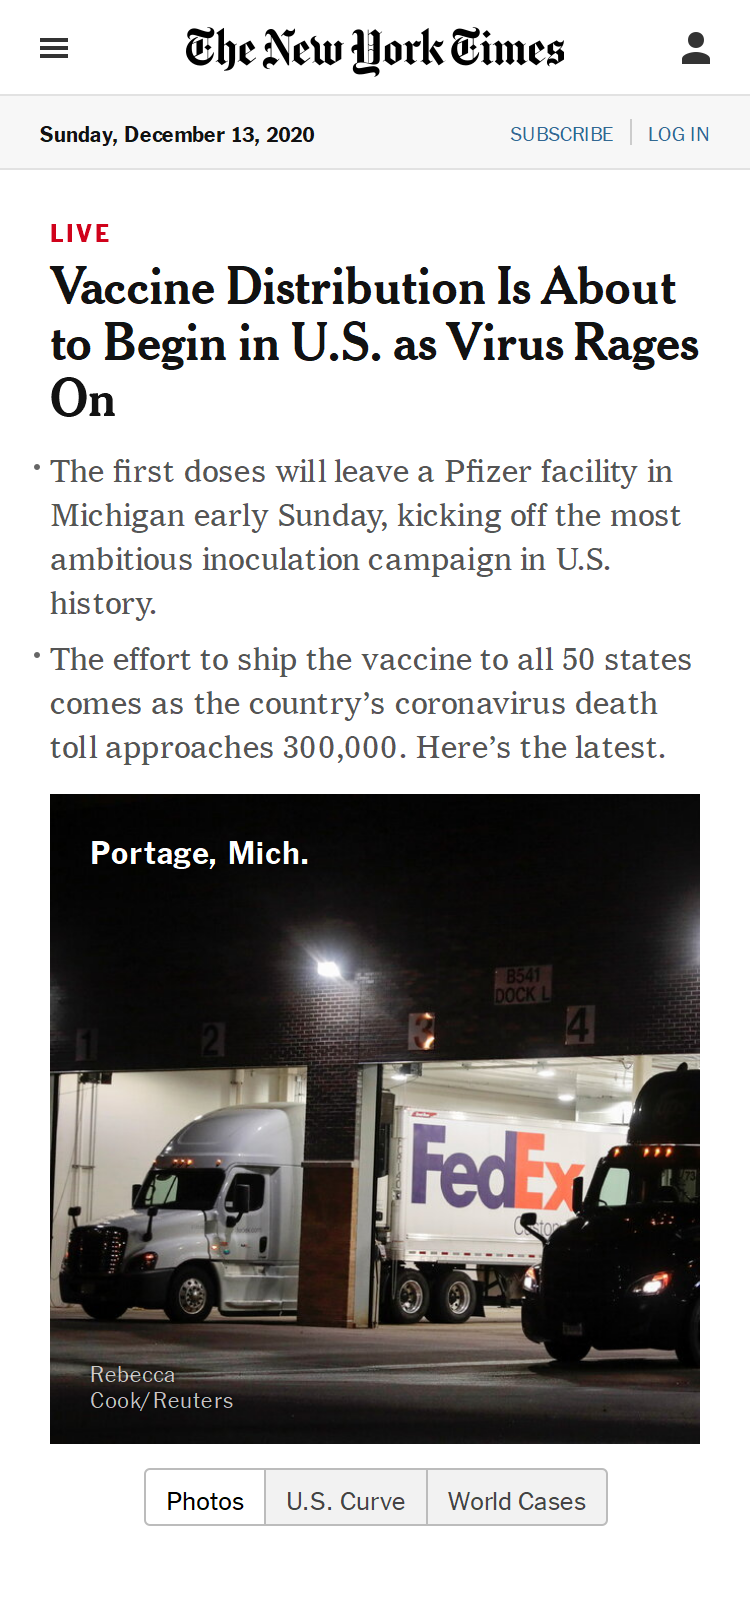 The New York Times
Sunday, December 13, 2020
SUBSCRIBE
LOG IN
LIVE
Vaccine Distribution Is About
to Begin in U.S. as Virus Rages
On
• The first doses will leave a Pfizer facility in
Michigan early Sunday, kicking off the most
ambitious inoculation campaign in U.S.
history.
• The effort to ship the vaccine to all 50 states
comes as the country’s coronavirus death
toll approaches 300,000. Here’s the latest.
Portage, Mich.
B541
DOCK L
1
2
3
4
FedEx
Rebecca
Cook/Reuters
Photos
U.S. Curve
World Cases